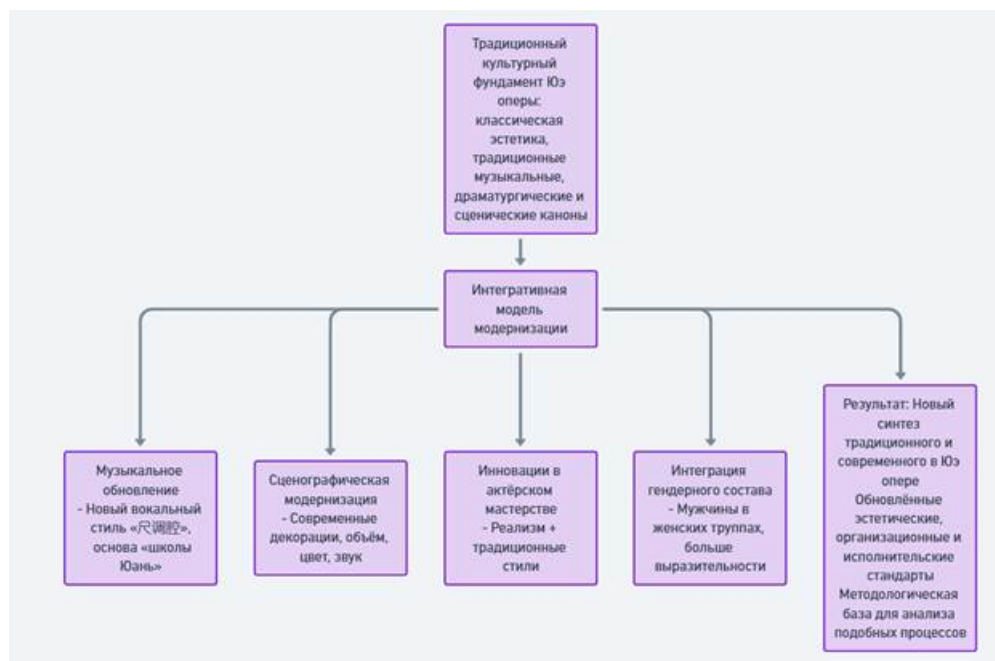 Традиционный
культурный
фундамент Юэ
оперы:
классическая
эстетика,
традиционные
музыкальные,
драматургические и
сценические каноны
Интегративная
модель
модернизации
Музыкальное
обновление
- Новый вокальный
стиль «尺调腔»,
основа «школы
Юань»
Сценографическая
модернизация
- Современные
декорации, объём,
цвет, звук
Инновации в
актёрском
мастерстве
- Реализм +
традиционные
стили
Интеграция
гендерного состава
- Мужчины в
женских труппах,
больше
выразительности
Результат: Новый
синтез
традиционного и
современного в Юэ
опере
Обновлённые
эстетические,
организационные и
исполнительские
стандарты
Методологическая
база для анализа
подобных процессов